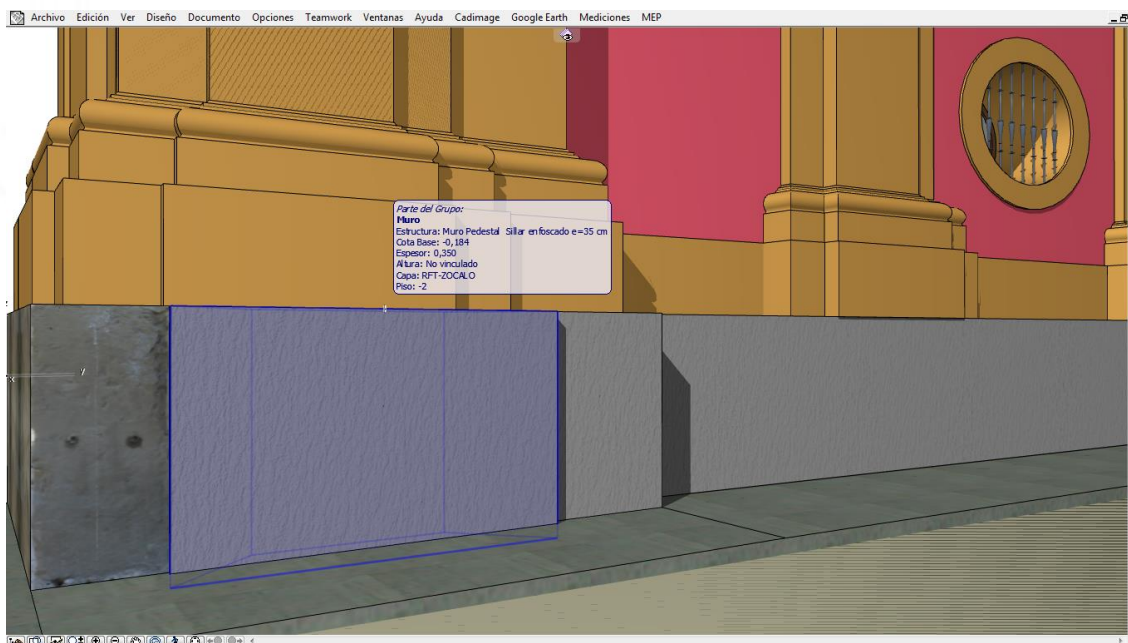 Archivo Edición Ver Diseño Documento Opciones Teamwork Ventanas Ayuda Cadimage Google Earth Mediciones MEP
Parte del Grupo:
Muro
Estructura: Muro Pedestal Sillar enfoscado e=35 cm
Cota Base: -0,184
Espesor: 0,350
Altura: No vinculado
Capa: RFT-ZOCALO
Piso: -2
y
x